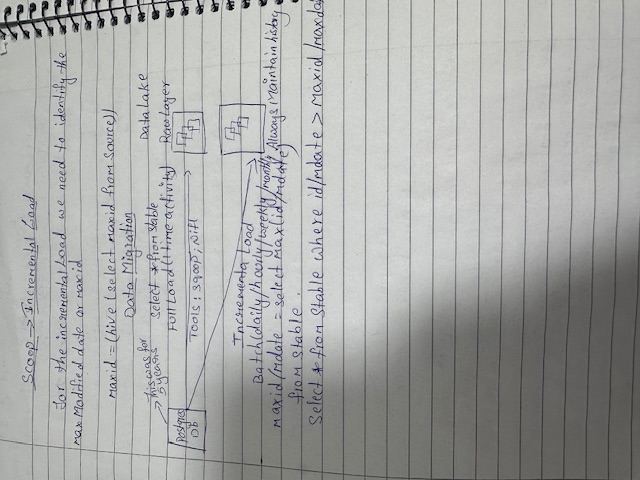 Scoop → Incremental Load
For the incremental Load we need to identify the
Max Modified date or maxid
Maxid = (hive (select maxid from source))
Data Migration
This was for
5 years
Select * from Stable
Data Lake
Full Load (1 time activity)
Raw Layer
Postgres
Db
Tools: sqoop, Nifi
Incrementa Load
Batch (daily/hourly/weekly/monthly
Maxid/Mdate = select Max(id/Mdate)
Always Maintain history
from Stable.
Select * from Stable where id/mdate > Maxid/Maxda